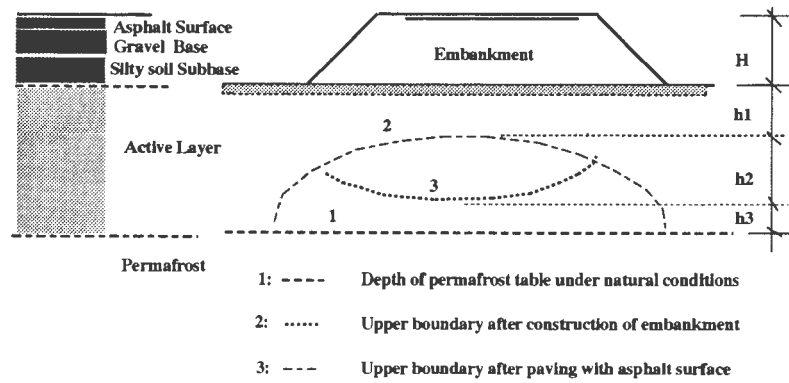 Asphalt Surface
Gravel Base
Silty soil Subbase
Embankment
H
h1
2
Active Layer
3
h2
1
h3
Permafrost
1: Depth of permafrost table under natural conditions
2: Upper boundary after construction of embankment
3: Upper boundary after paving with asphalt surface